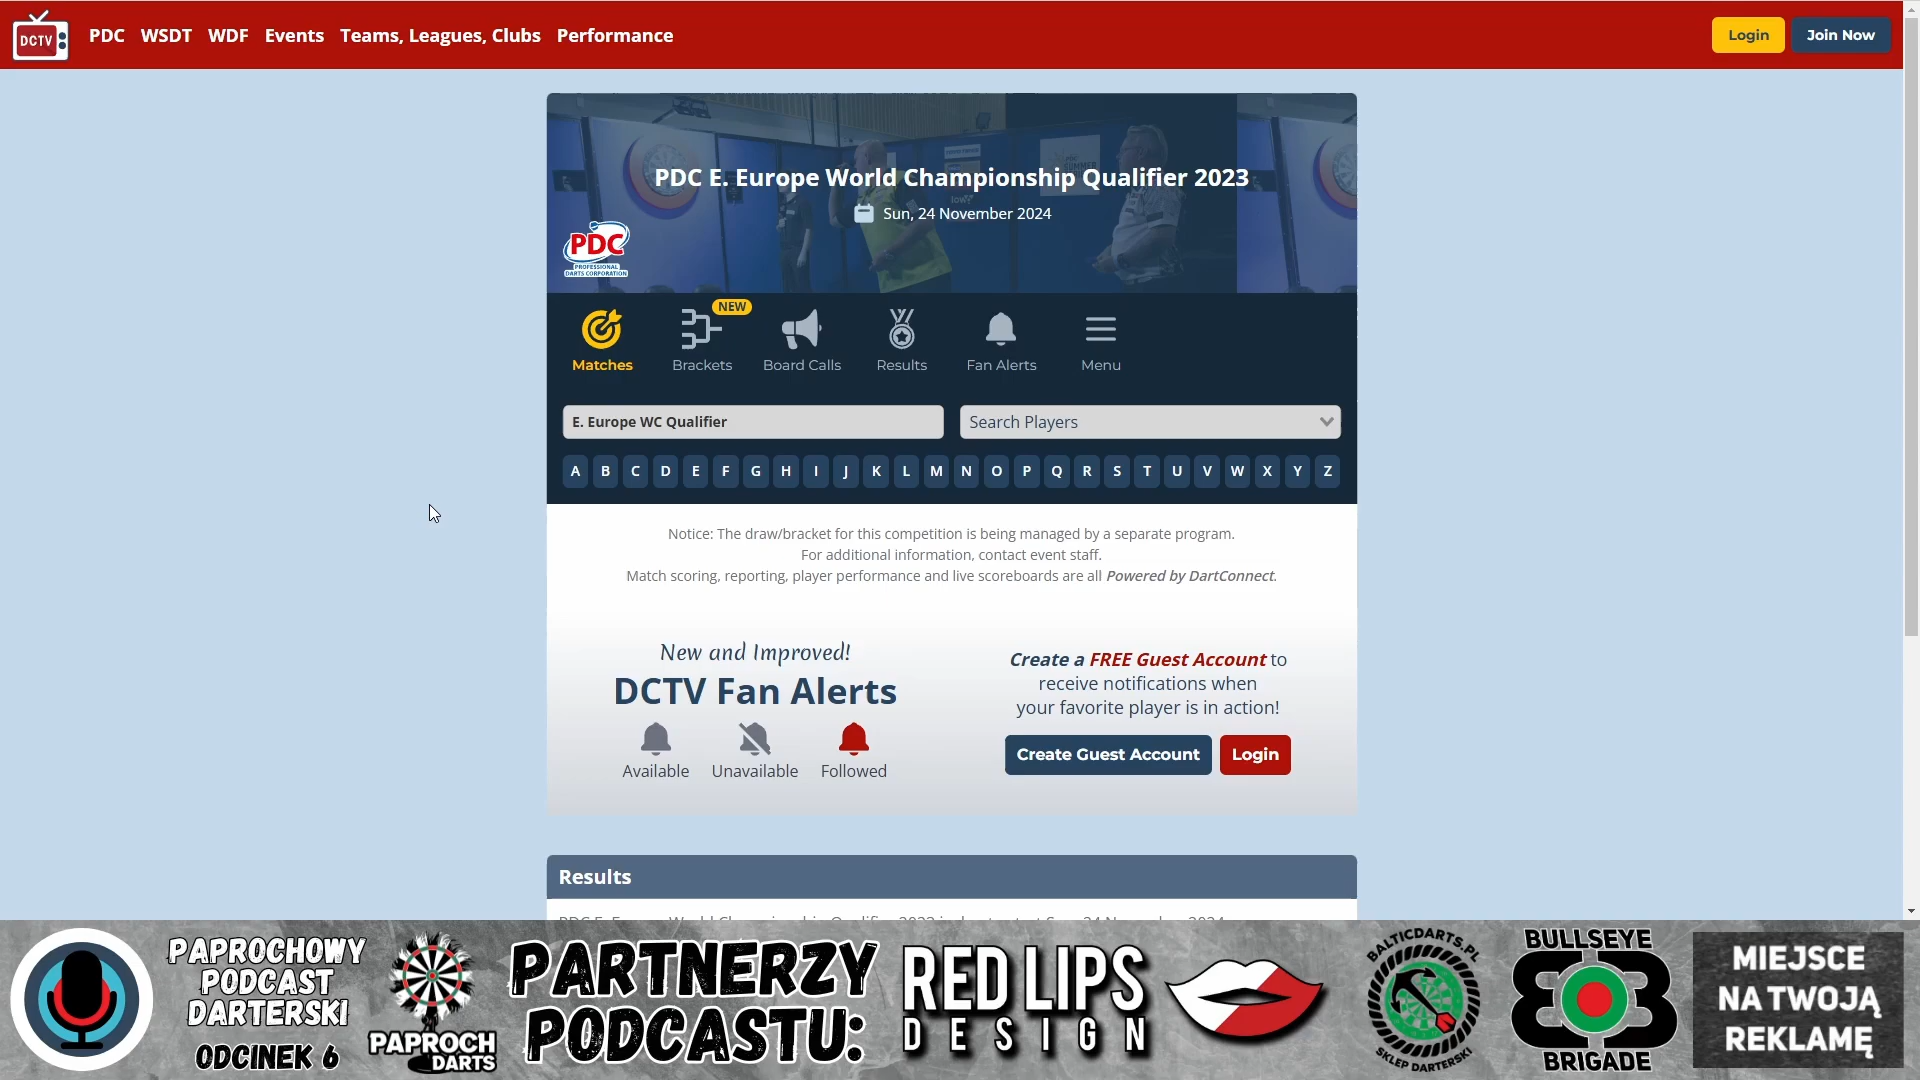 DCTV
PDC WSDT WDF Events Teams, Leagues, Clubs Performance
Login Join Now
PDC E. Europe World Championship Qualifier 2023
Sun, 24 November 2024
PDC
PROFESSIONAL
DARTS CORPORATION
NEW
Matches Brackets Board Calls Results Fan Alerts Menu
E. Europe WC Qualifier Search Players
A B C D E F G H I J K L M N O P Q R S T U V W X Y Z
Notice: The draw/bracket for this competition is being managed by a separate program.
For additional information, contact event staff.
Match scoring, reporting, player performance and live scoreboards are all Powered by DartConnect.
New and Improved!
DCTV Fan Alerts
Available Unavailable Followed
Create a FREE Guest Account to
receive notifications when
your favorite player is in action!
Create Guest Account Login
Results
PAPROCHOWY
PODCAST
DARTERSKI
ODCINEK 6
PAPROCH
DARTS
PARTNERZY
PODCASTU:
RED LIPS
DESIGN
BALTICDARTS.PL
SKLEP DARTERSKI
BULLSEYE
BRIGADE
MIEJSCE
NA TWOJĄ
REKLAMĘ